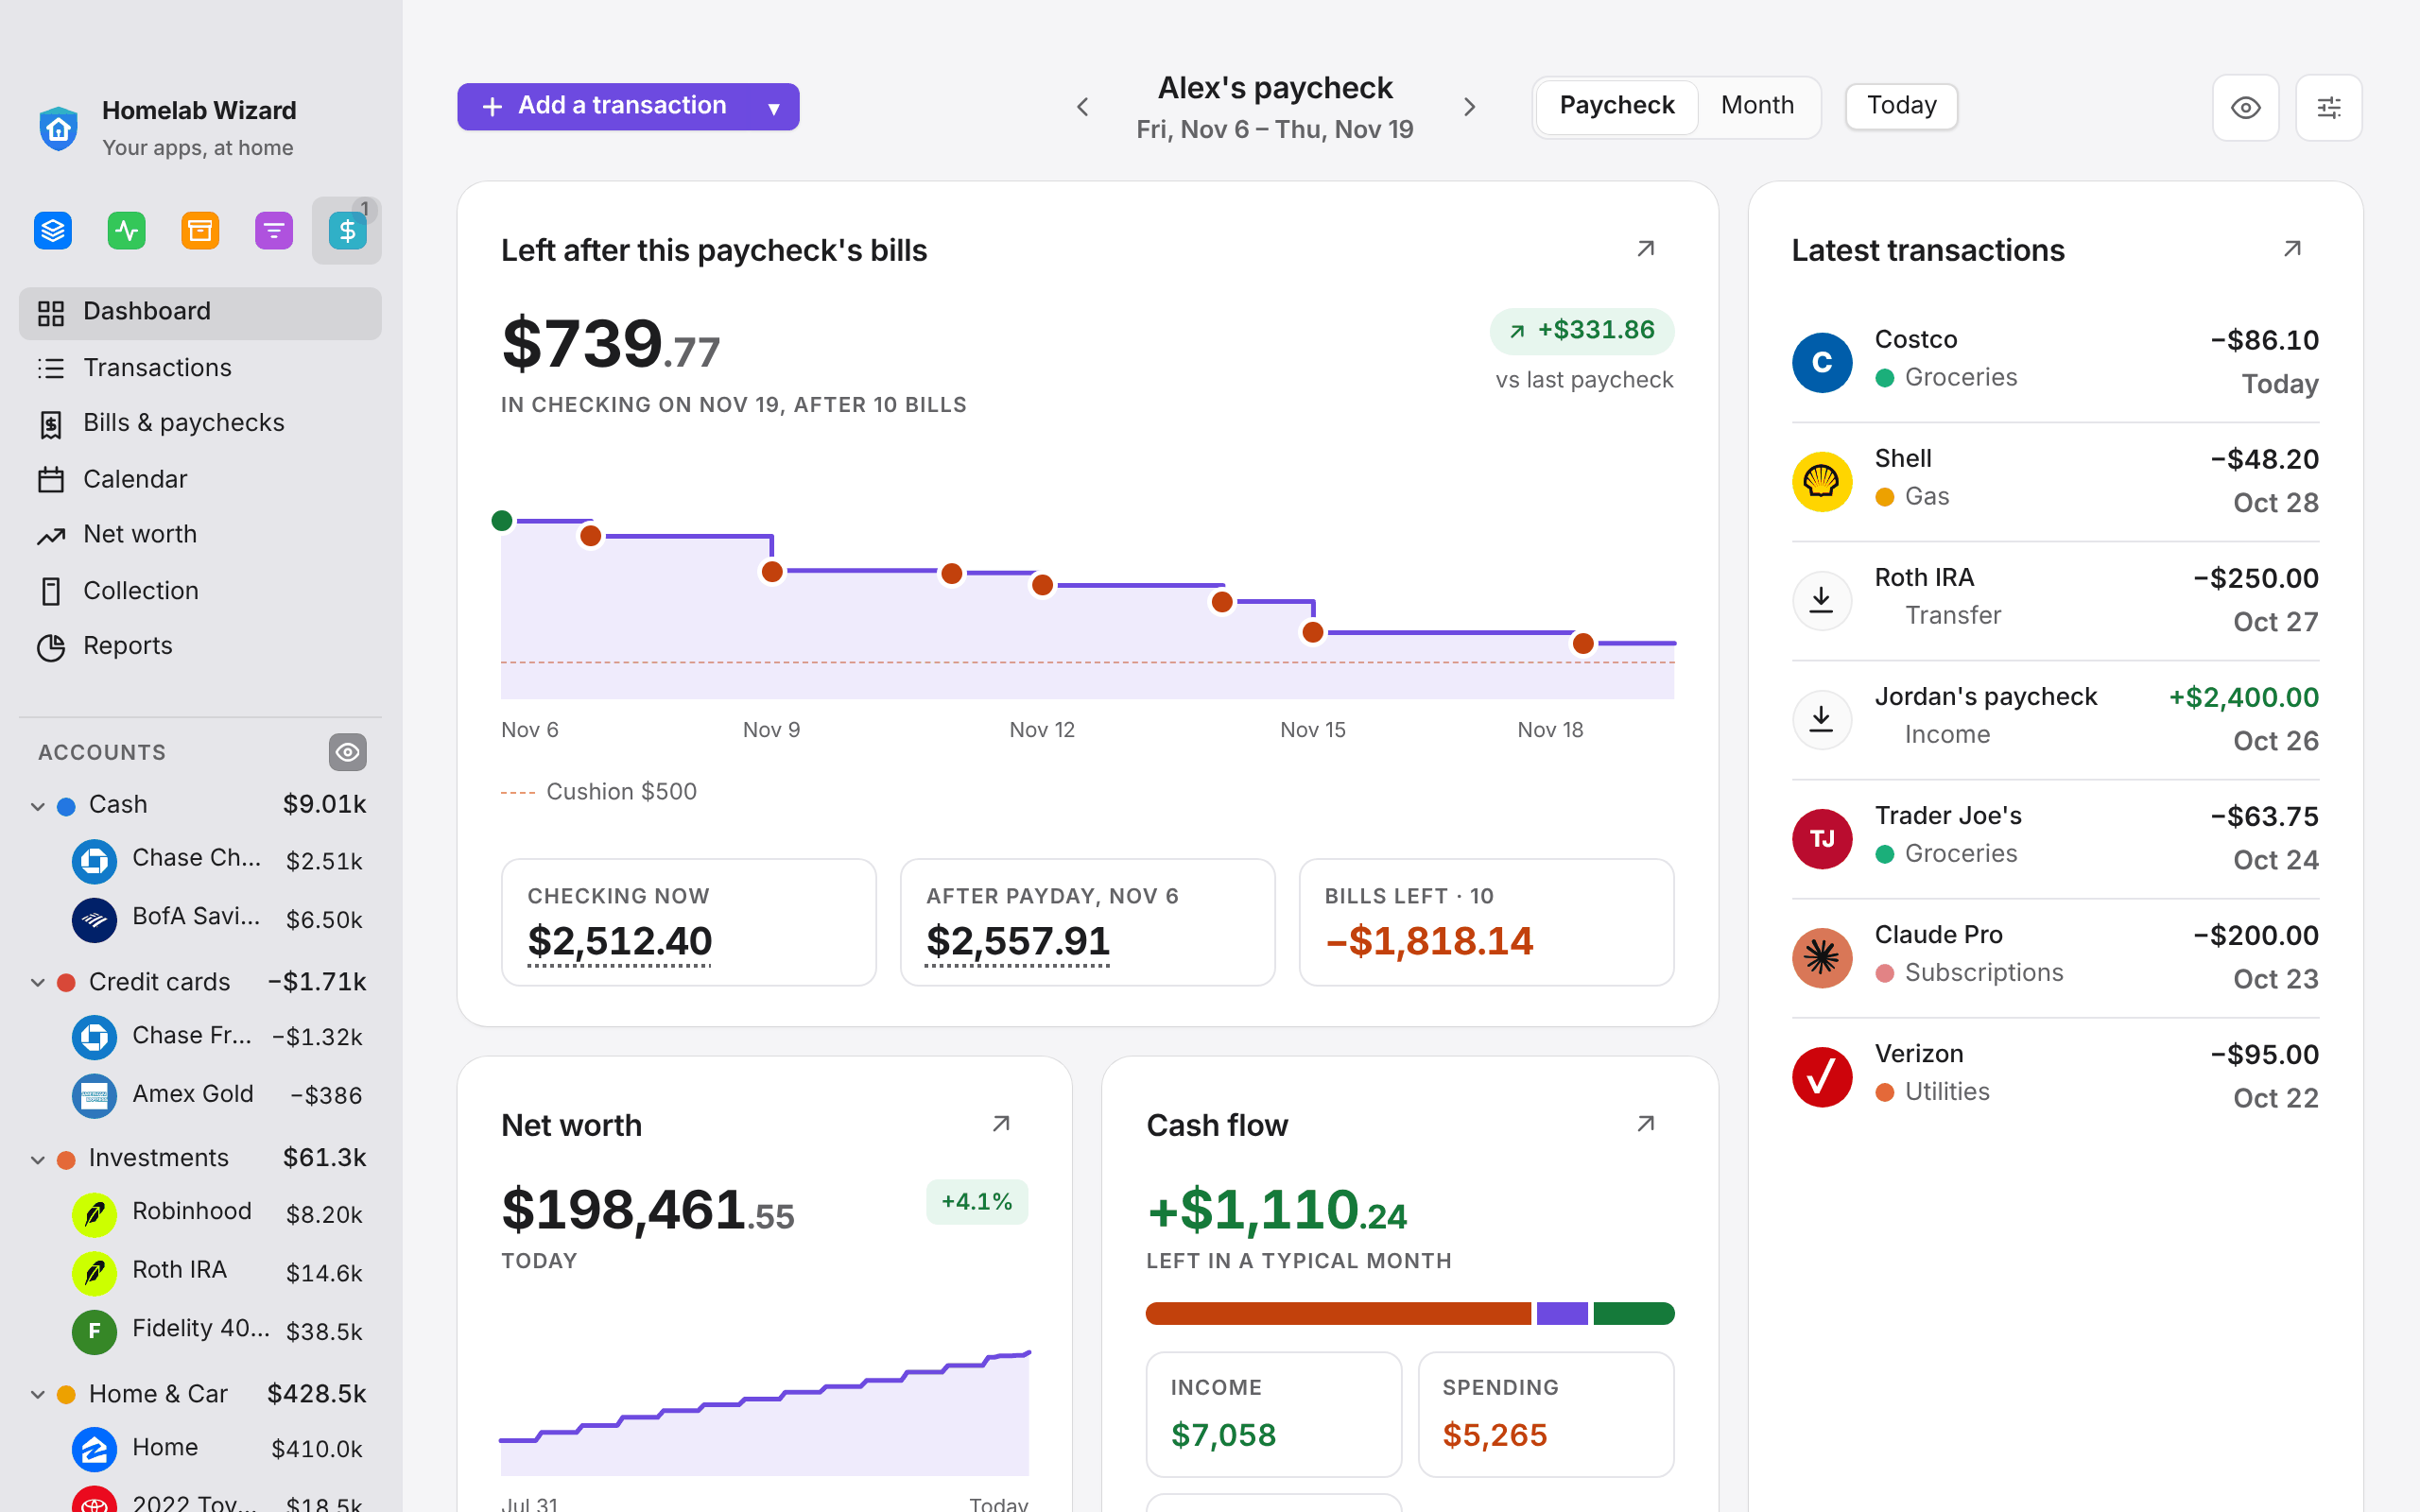 Homelab Wizard
Your apps, at home
1
Dashboard
Transactions
Bills & paychecks
Calendar
Net worth
Collection
Reports
ACCOUNTS
Cash $9.01k
Chase Ch... $2.51k
BofA Savi... $6.50k
Credit cards −$1.71k
Chase Fr... −$1.32k
Amex Gold −$386
Investments $61.3k
Robinhood $8.20k
Roth IRA $14.6k
F Fidelity 40... $38.5k
Home & Car $428.5k
Home $410.0k
2022 Toy... $18.5k
+ Add a transaction
Alex's paycheck
Fri, Nov 6 – Thu, Nov 19
Paycheck Month Today
Left after this paycheck's bills
$739.77
+$331.86
vs last paycheck
IN CHECKING ON NOV 19, AFTER 10 BILLS
Nov 6 Nov 9 Nov 12 Nov 15 Nov 18
Cushion $500
CHECKING NOW
$2,512.40
AFTER PAYDAY, NOV 6
$2,557.91
BILLS LEFT · 10
−$1,818.14
Net worth
$198,461.55
+4.1%
TODAY
Jul 31 Today
Cash flow
+$1,110.24
LEFT IN A TYPICAL MONTH
INCOME
$7,058
SPENDING
$5,265
Latest transactions
C Costco −$86.10
Groceries Today
Shell −$48.20
Gas Oct 28
Roth IRA −$250.00
Transfer Oct 27
Jordan's paycheck +$2,400.00
Income Oct 26
TJ Trader Joe's −$63.75
Groceries Oct 24
Claude Pro −$200.00
Subscriptions Oct 23
Verizon −$95.00
Utilities Oct 22